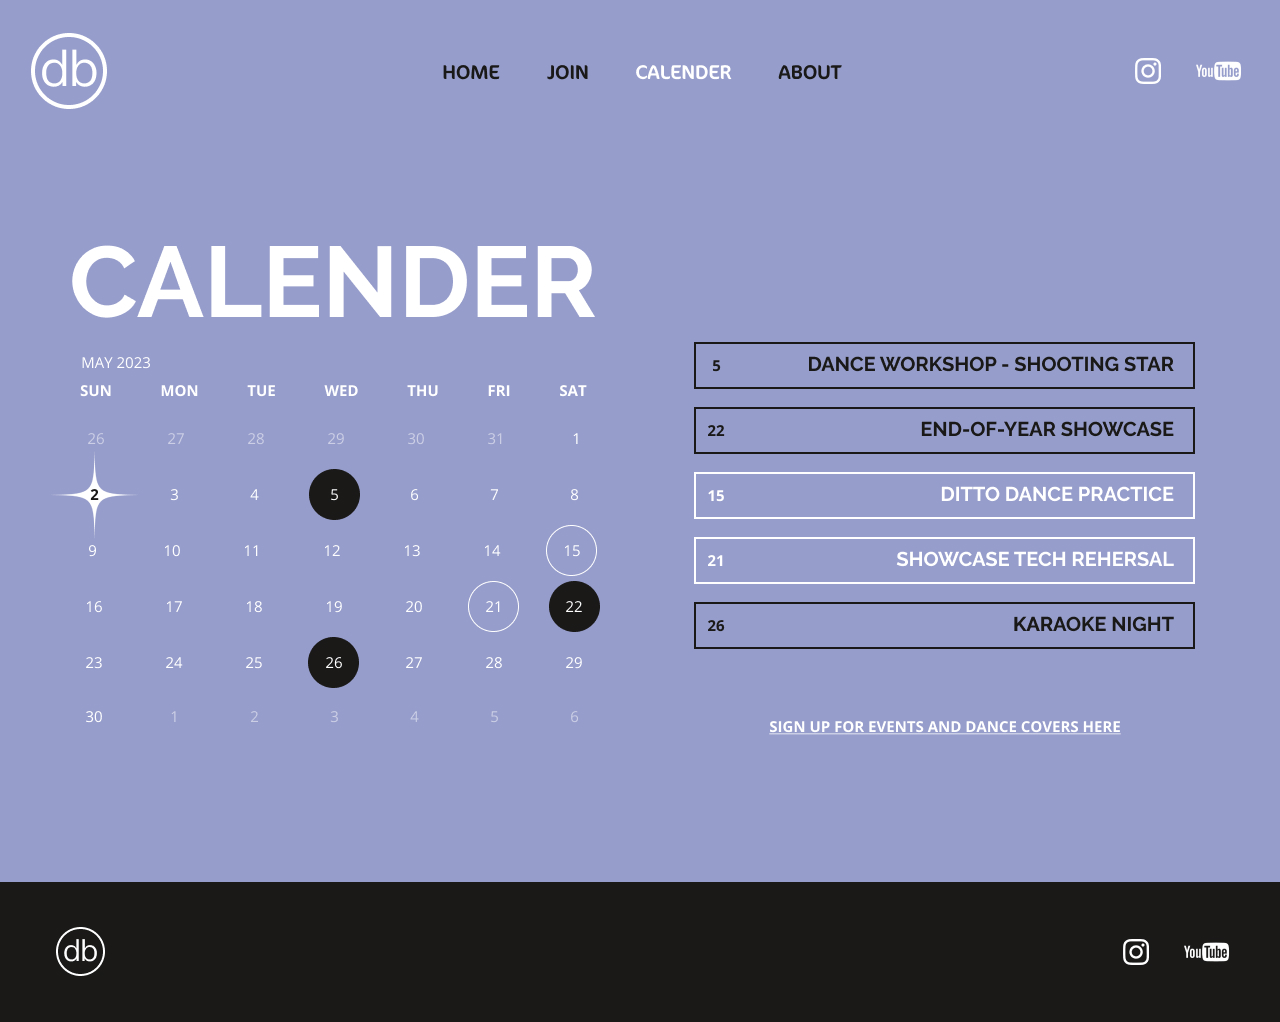 db
HOME JOIN CALENDER ABOUT
You Tube
CALENDER
MAY 2023
SUN MON TUE WED THU FRI SAT
26 27 28 29 30 31 1
2 3 4 5 6 7 8
9 10 11 12 13 14 15
16 17 18 19 20 21 22
23 24 25 26 27 28 29
30 1 2 3 4 5 6
5 DANCE WORKSHOP - SHOOTING STAR
22 END-OF-YEAR SHOWCASE
15 DITTO DANCE PRACTICE
21 SHOWCASE TECH REHERSAL
26 KARAOKE NIGHT
SIGN UP FOR EVENTS AND DANCE COVERS HERE
db
You Tube